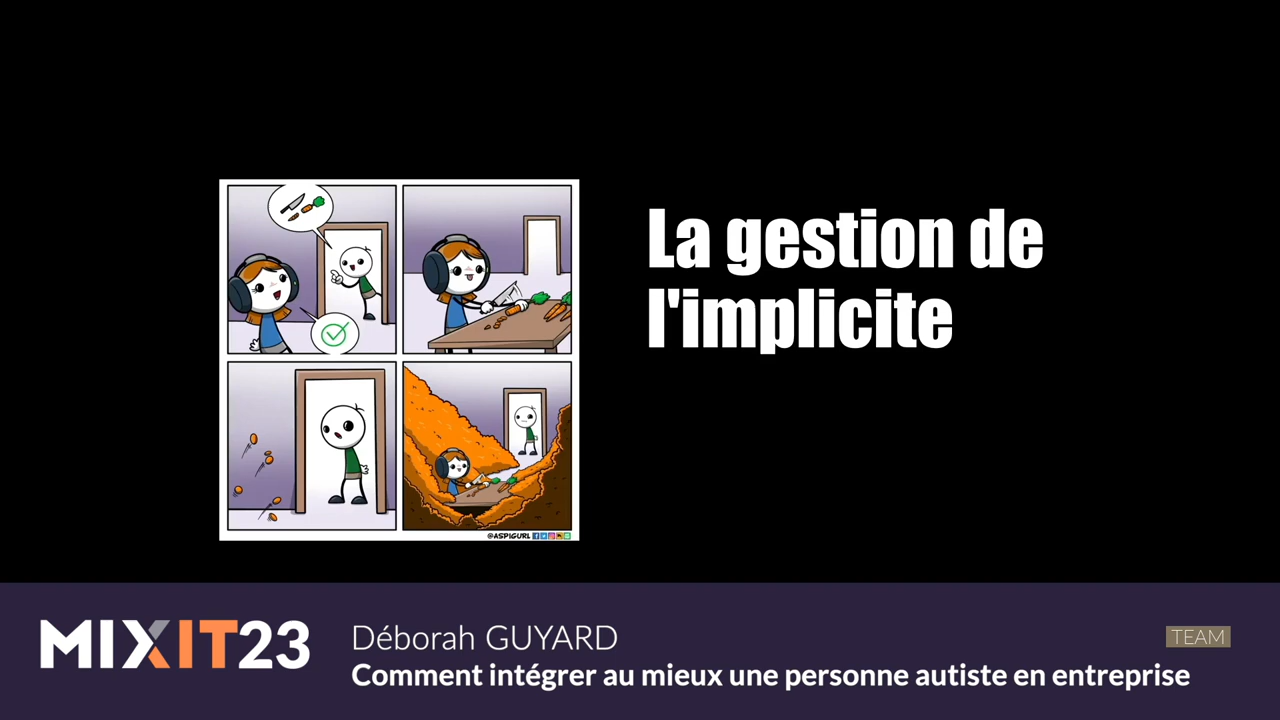 La gestion de
l'implicite
@ASPIGURL
MIXIT23
Déborah GUYARD
TEAM
Comment intégrer au mieux une personne autiste en entreprise